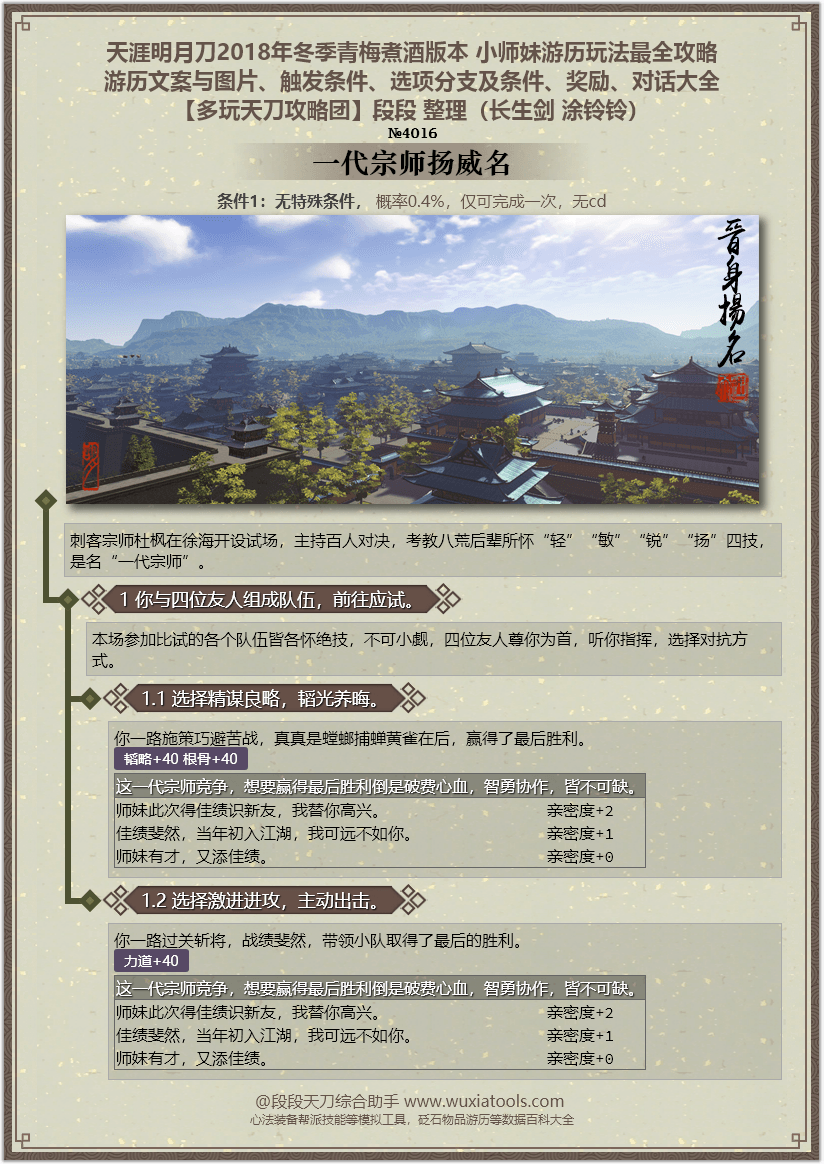 天涯明月刀2018年冬季青梅煮酒版本 小师妹游历玩法最全攻略
游历文案与图片、触发条件、选项分支及条件、奖励、对话大全
【多玩天刀攻略团】段段 整理（长生剑 涂铃铃）
№4016
一代宗师扬威名
条件1：无特殊条件， 概率0.4%，仅可完成一次，无cd
晋身揚名
刺客宗师杜枫在徐海开设试场，主持百人对决，考教八荒后辈所怀“轻”“敏”“锐”“扬”四技，
是名“一代宗师”。
1 你与四位友人组成队伍，前往应试。
本场参加比试的各个队伍皆各怀绝技，不可小觑，四位友人尊你为首，听你指挥，选择对抗方
式。
1.1 选择精谋良略，韬光养晦。
你一路施策巧避苦战，真真是螳螂捕蝉黄雀在后，赢得了最后胜利。
韬略+40 根骨+40
这一代宗师竞争，想要赢得最后胜利倒是破费心血，智勇协作，皆不可缺。
师妹此次得佳绩识新友，我替你高兴。 亲密度+2
佳绩斐然，当年初入江湖，我可远不如你。 亲密度+1
师妹有才，又添佳绩。 亲密度+0
1.2 选择激进进攻，主动出击。
你一路过关斩将，战绩斐然，带领小队取得了最后的胜利。
力道+40
这一代宗师竞争，想要赢得最后胜利倒是破费心血，智勇协作，皆不可缺。
师妹此次得佳绩识新友，我替你高兴。 亲密度+2
佳绩斐然，当年初入江湖，我可远不如你。 亲密度+1
师妹有才，又添佳绩。 亲密度+0
@段段天刀综合助手 www.wuxiatools.com
心法装备帮派技能等模拟工具，砭石物品游历等数据百科大全